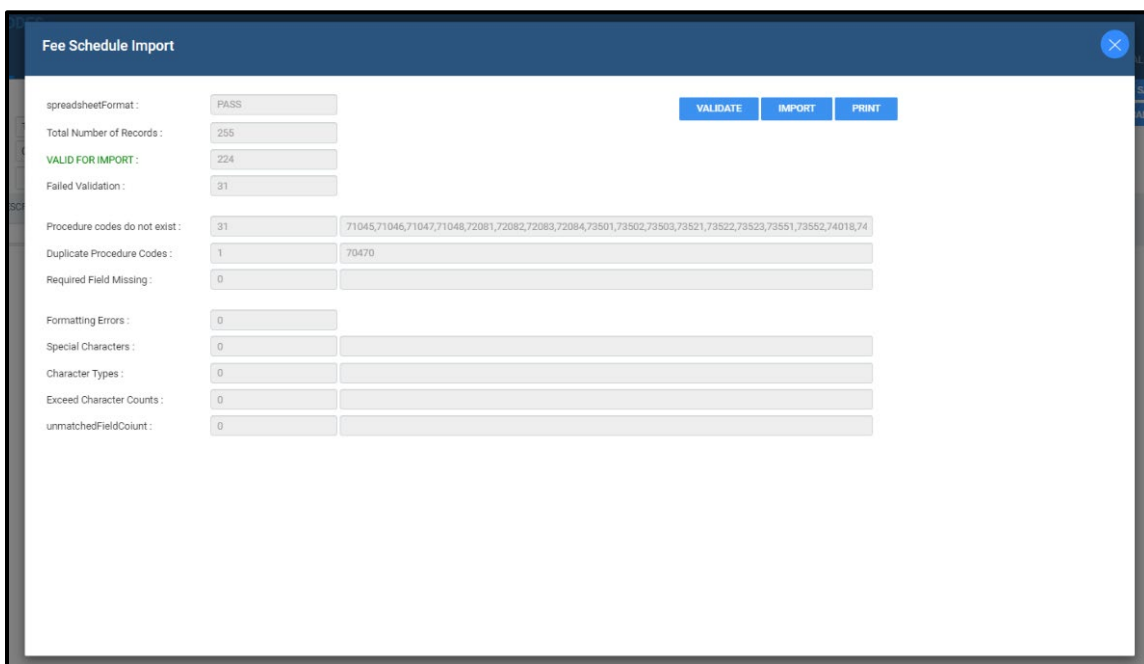 Fee Schedule Import
spreadsheetFormat : PASS
VALIDATE IMPORT PRINT
Total Number of Records : 255
VALID FOR IMPORT : 224
Failed Validation : 31
Procedure codes do not exist : 31 71045,71046,71047,71048,72081,72082,72083,72084,73501,73502,73503,73521,73522,73523,73551,73552,74018,74
Duplicate Procedure Codes : 1 70470
Required Field Missing : 0
Formatting Errors : 0
Special Characters : 0
Character Types : 0
Exceed Character Counts : 0
unmatchedFieldCoiunt : 0